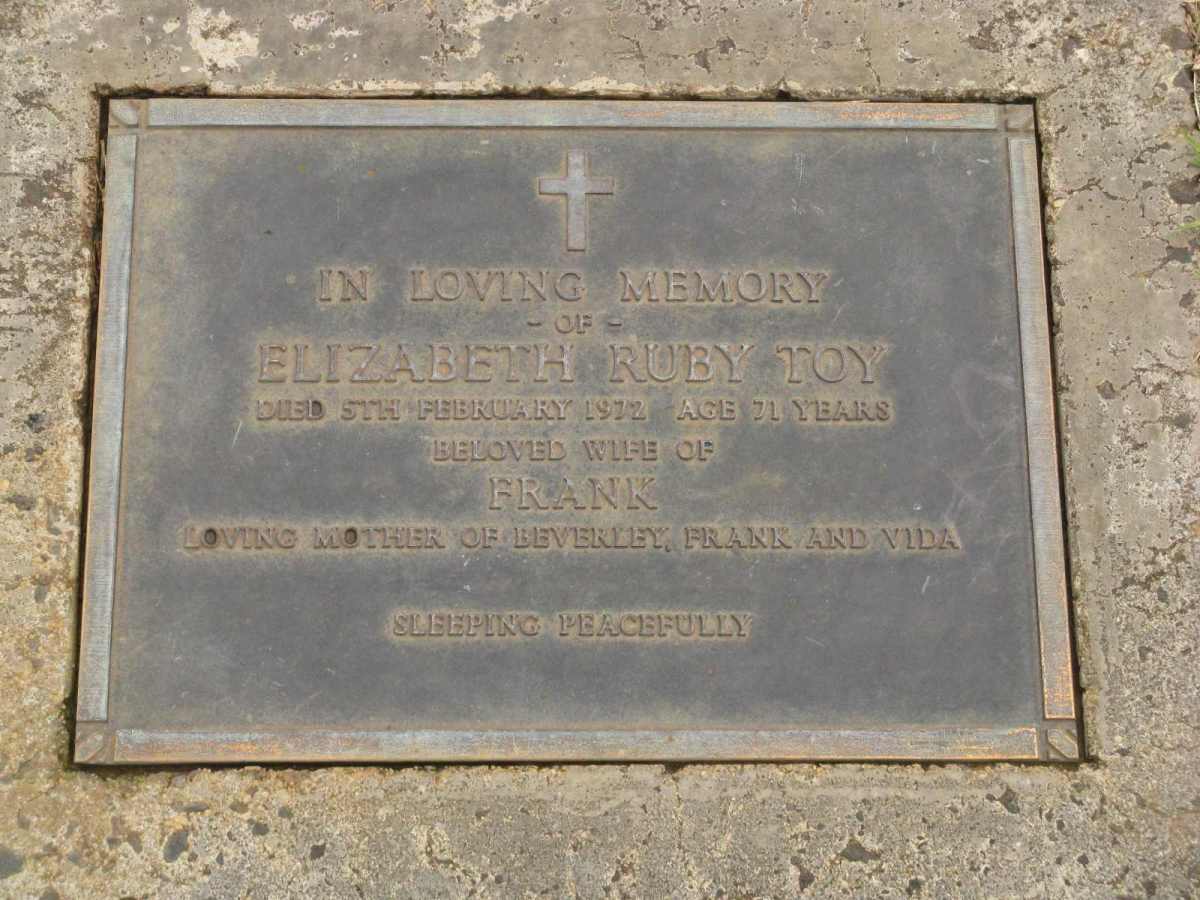 IN LOVING MEMORY
- OF -
ELIZABETH RUBY TOY
DIED 5TH FEBRUARY 1972 AGE 71 YEARS
BELOVED WIFE OF
FRANK
LOVING MOTHER OF BEVERLEY, FRANK AND VIDA
SLEEPING PEACEFULLY